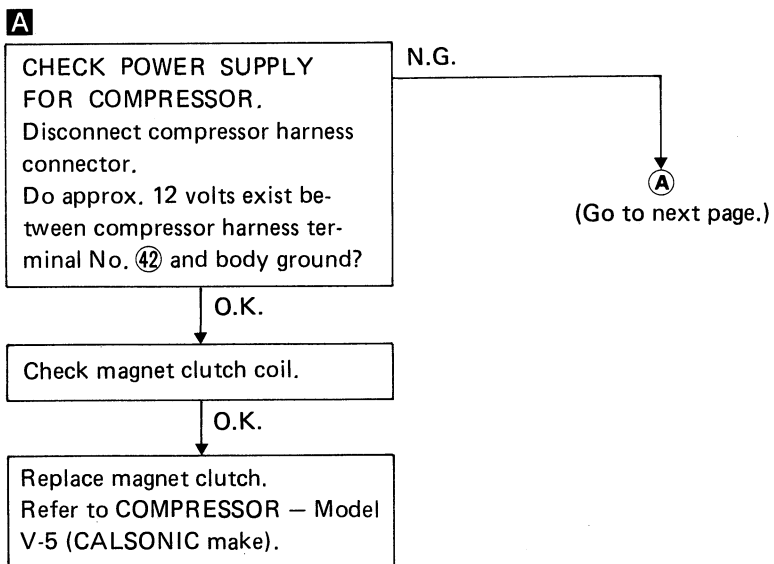 A
CHECK POWER SUPPLY
FOR COMPRESSOR.
Disconnect compressor harness
connector.
Do approx. 12 volts exist be-
tween compressor harness ter-
minal No. ㊷ and body ground?
N.G.
Ⓐ
(Go to next page.)
O.K.
Check magnet clutch coil.
O.K.
Replace magnet clutch.
Refer to COMPRESSOR — Model
V-5 (CALSONIC make).